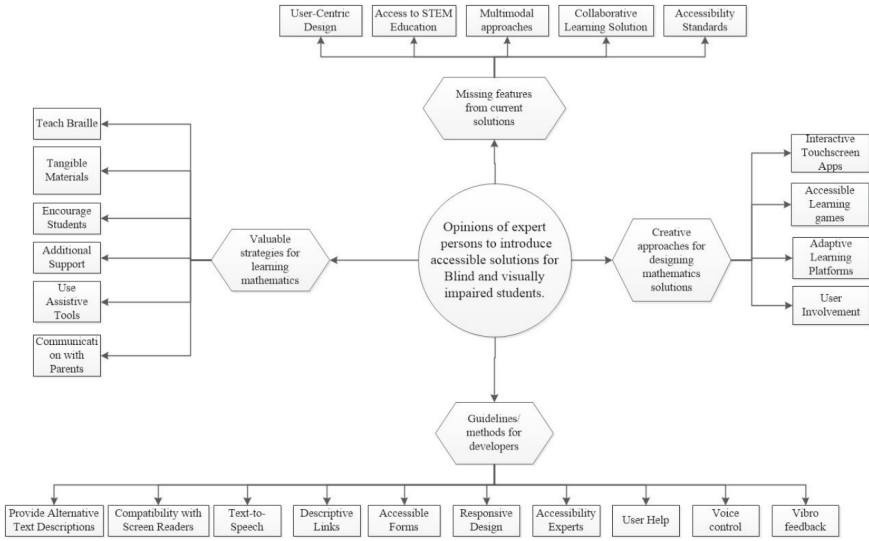 User-Centric
Design
Access to STEM
Education
Multimodal
approaches
Collaborative
Learning Solution
Accessibility
Standards
Missing features
from current
solutions
Teach Braille
Tangible
Materials
Encourage
Students
Additional
Support
Use
Assistive
Tools
Communicati
on with
Parents
Valuable
strategies for
learning
mathematics
Opinions of expert
persons to introduce
accessible solutions for
Blind and visually
impaired students.
Creative
approaches for
designing
mathematics
solutions
Interactive
Touchscreen
Apps
Accessible
Learning
games
Adaptive
Learning
Platforms
User
Involvement
Guidelines/
methods for
developers
Provide Alternative
Text Descriptions
Compatibility with
Screen Readers
Text-to-
Speech
Descriptive
Links
Accessible
Forms
Responsive
Design
Accessibility
Experts
User Help
Voice
control
Vibro
feedback